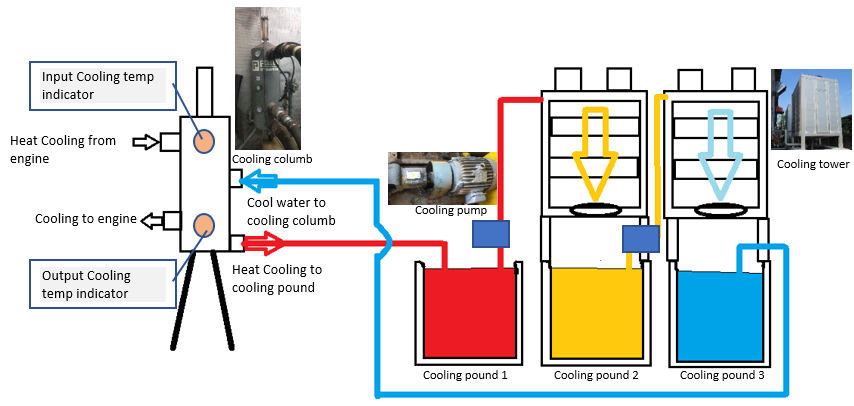 Input Cooling temp
indicator
Heat Cooling from
engine
Cooling columb
Cooling to engine
Cool water to
cooling columb
Output Cooling
temp indicator
Heat Cooling to
cooling pound
Cooling pump
Cooling tower
Cooling pound 1
Cooling pound 2
Cooling pound 3